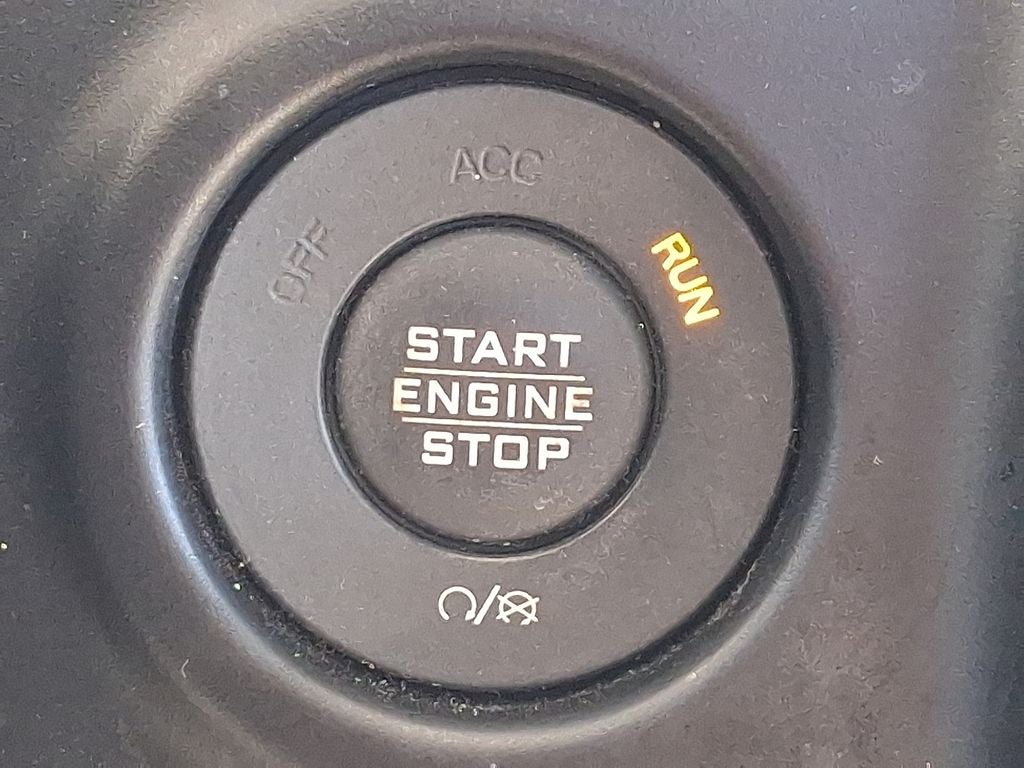 ACC
OFF
RUN
START
ENGINE
STOP